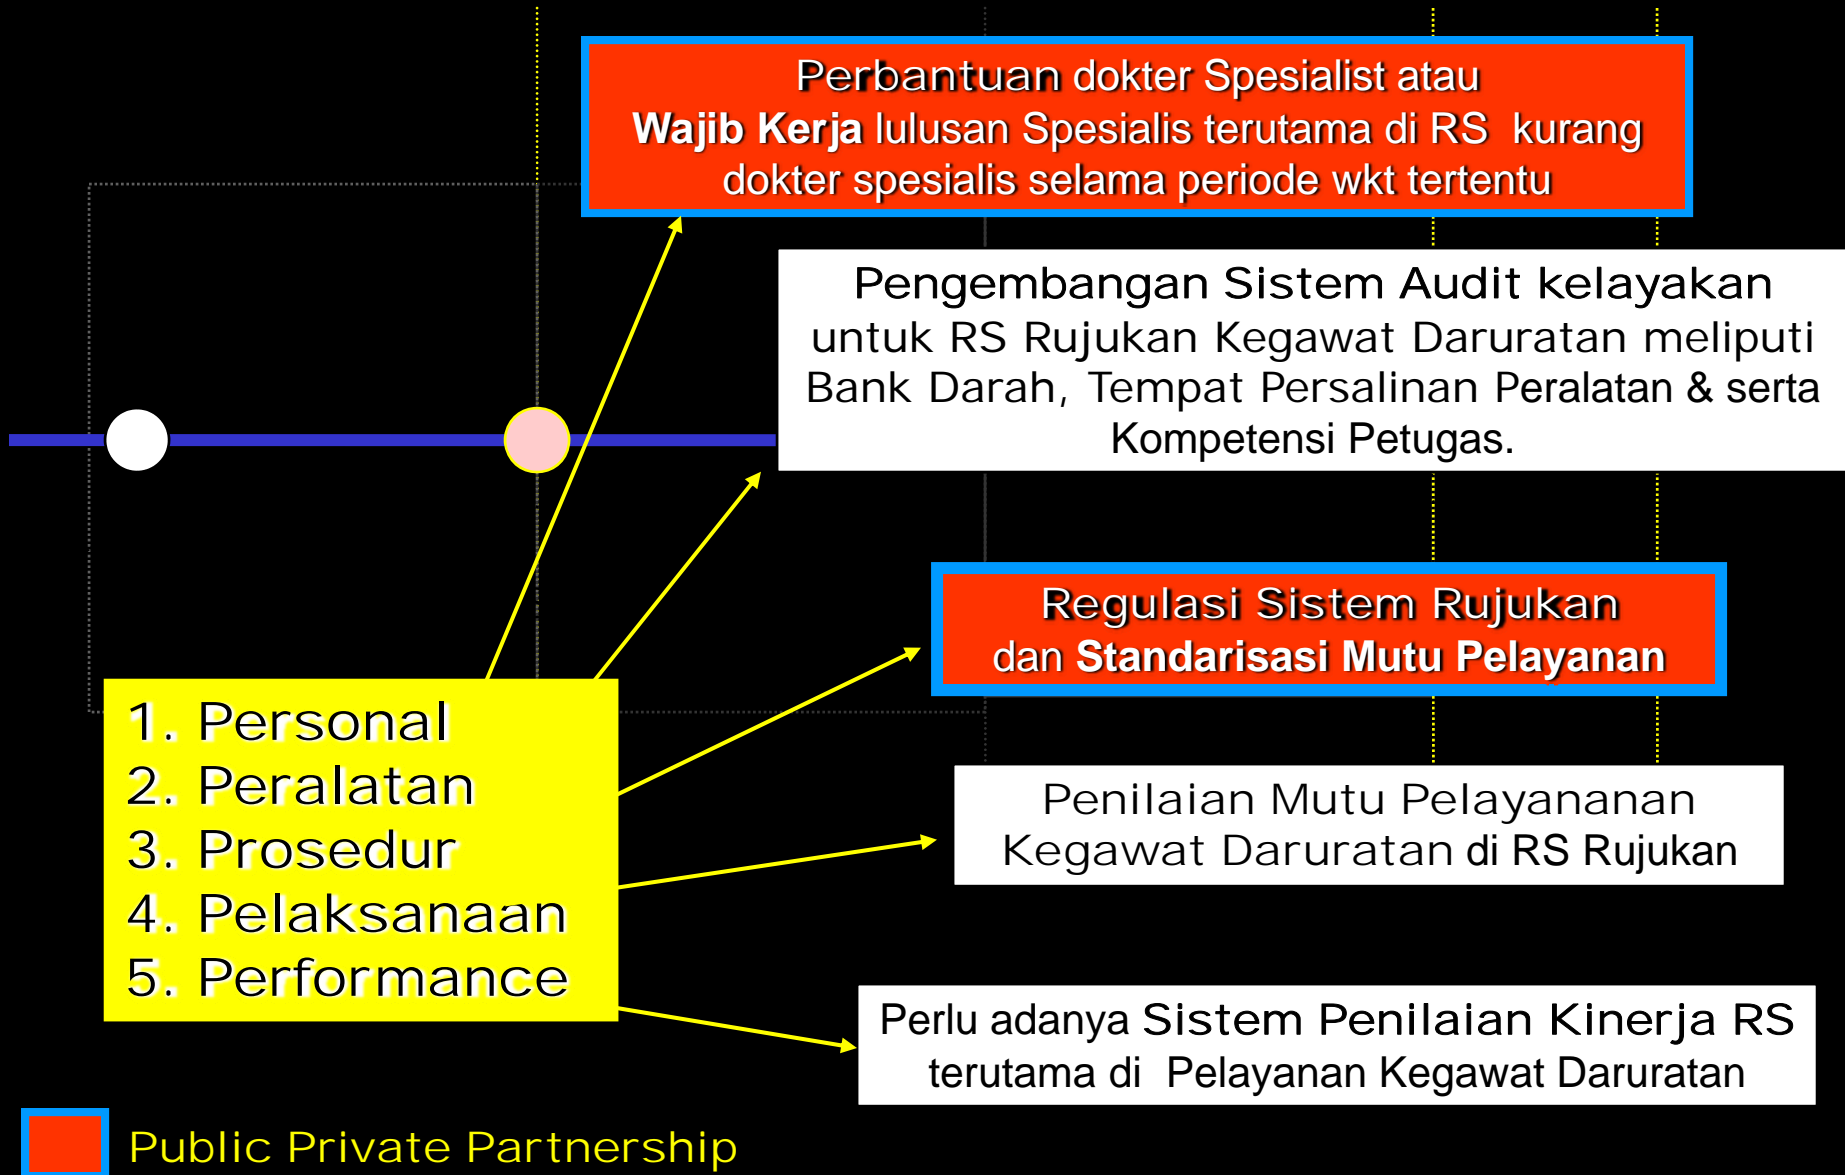 Perbantuan dokter Spesialist atau
Wajib Kerja lulusan Spesialis terutama di RS kurang
dokter spesialis selama periode wkt tertentu
Pengembangan Sistem Audit kelayakan
untuk RS Rujukan Kegawat Daruratan meliputi
Bank Darah, Tempat Persalinan Peralatan & serta
Kompetensi Petugas.
Regulasi Sistem Rujukan
dan Standarisasi Mutu Pelayanan
1. Personal
2. Peralatan
3. Prosedur
4. Pelaksanaan
5. Performance
Penilaian Mutu Pelayananan
Kegawat Daruratan di RS Rujukan
Perlu adanya Sistem Penilaian Kinerja RS
terutama di Pelayanan Kegawat Daruratan
Public Private Partnership